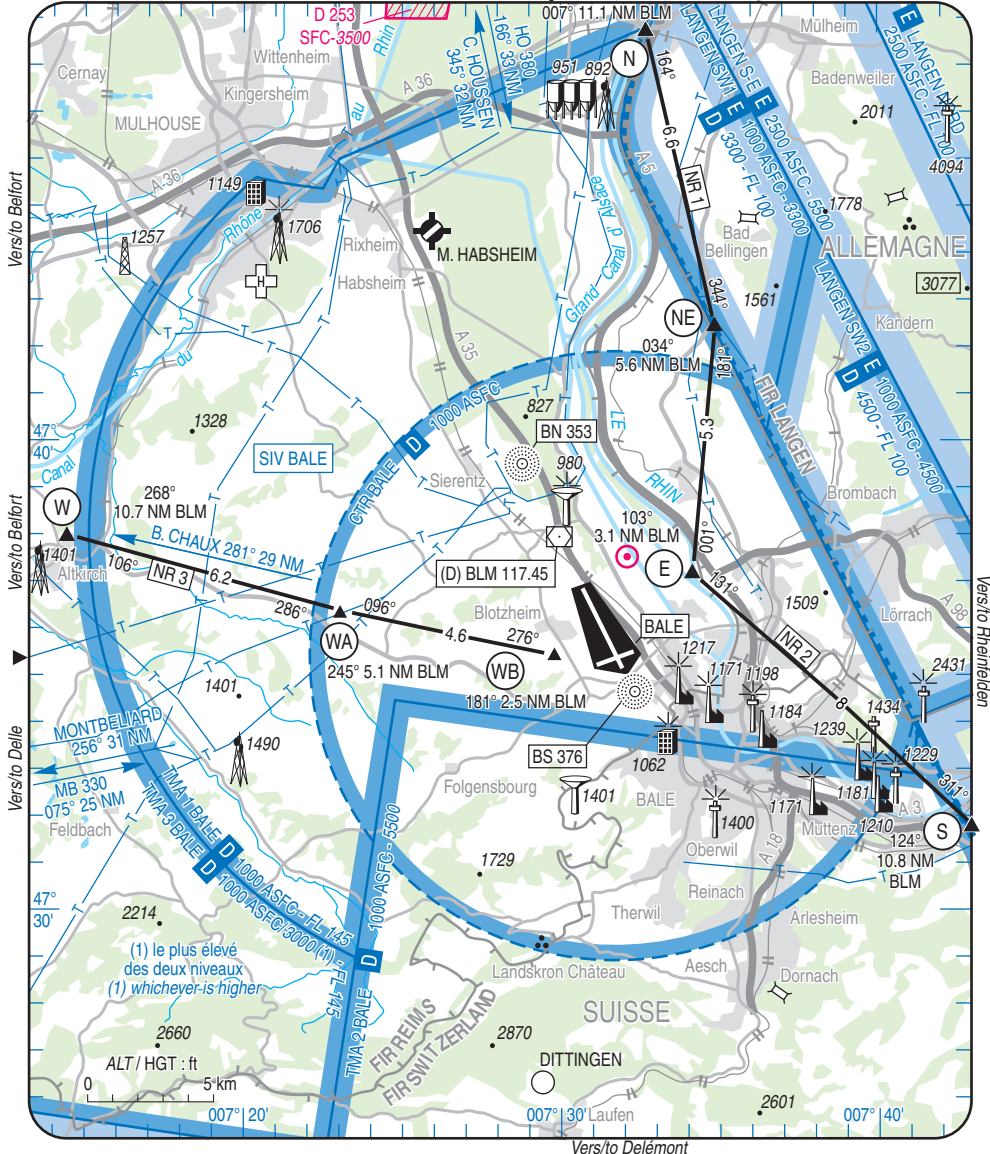 D 253
SFC-3500
Rhin
007° 11.1 NM BLM
Mülheim
Cernay
Wittenheim
Kingersheim
MULHOUSE
A 36
A-36
au
C. HOUSSEN
345° 32 NM
HO 380
166° 33 NM
951
892
N
164°
6.6
NR 1
A 5
LANGEN SW1
D 3300 - FL 100
LANGEN S-E
E 1000 ASFC-3300
E 2500 ASFC - 5500
E LANGEN NORD
2500 ASFC-FL 100
Badenweiler
2011
4094
Vers/to Belfort
1149
1257
Rhône
1706
Rixheim
H
Habsheim
M. HABSHEIM
Grand Canal d'Alsace
Bad
Bellingen
1778
ALLEMAGNE
3077
1561
Kandern
344°
NE
034°
5.6 NM BLM
181°
A 35
du
Canal
1328
47°
40'
SIV BALE
CTR BALE D 1000 ASFC
827
BN 353
Sierentz
980
LE
RHIN
5.3
FIR LANGEN
LANGEN SW2
E 1000 ASFC - 4500
D 4500 - FL 100
Brombach
W
268°
10.7 NM BLM
B. CHAUX 281° 29 NM
Vers/to Belfort
1401
Altkirch
106°
NR 3
6.2
286°
096°
4.6
276°
(D) BLM 117.45
103°
3.1 NM BLM
E
001°
131°
1509
Lörrach
A 98
Vers/to Rheinfelden
Blotzheim
BALE
NR 2
WA
245° 5.1 NM BLM
WB
181° 2.5 NM BLM
1217
1171
1198
1184
8
1434
2431
1239
1229
1401
MONTBELIARD
256° 31 NM
MB 330
075° 25 NM
1490
BS 376
1062
1401
Folgensbourg
BALE
1400
1171
1181
1210
A 3
311°
S
124°
10.8 NM
BLM
Muttenz
Vers/to Delle
Feldbach
TMA 1 BALE D 1000 ASFC - FL 145
TMA 3 BALE D 1000 ASFC/3000 (1) - FL 145
1000 ASFC - 5500
D
TMA 2 BALE
Oberwil
A 18
Reinach
1729
47°
30'
2214
(1) le plus élevé
des deux niveaux
(1) whichever is higher
Therwil
Arlesheim
Aesch
Landskron Château
Dornach
SUISSE
FIR REIMS
FIR SWITZERLAND
2660
2870
ALT / HGT : ft
0 5 km
DITTINGEN
2601
007° 20'
007° 30'
Laufen
007° 40'
Vers/to Delémont